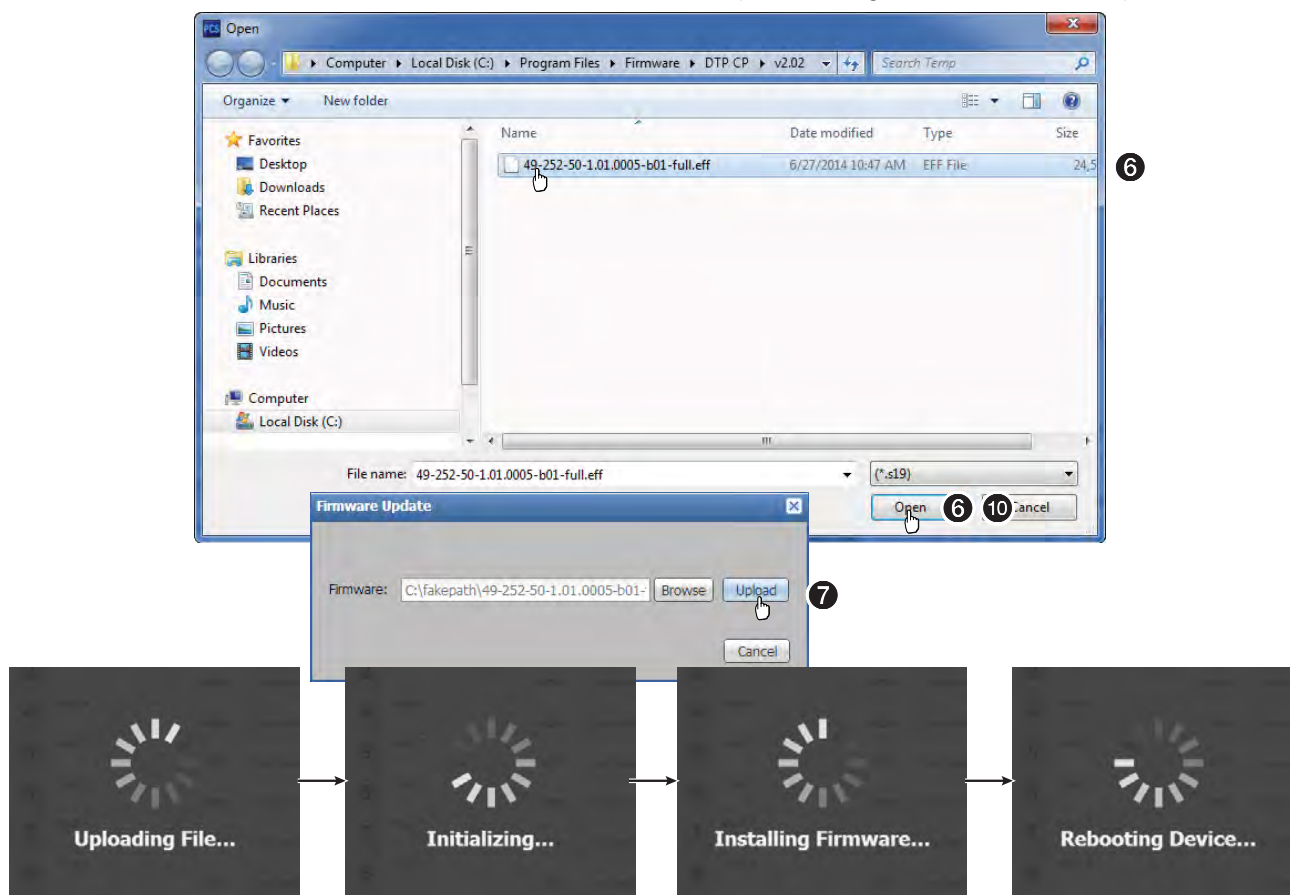 PCS Open
Computer Local Disk (C:) Program Files Firmware DTP CP v2.02 Search Temp
Organize New folder
Favorites
Desktop
Downloads
Recent Places
Libraries
Documents
Music
Pictures
Videos
Computer
Local Disk (C:)
Name Date modified Type Size
49-252-50-1.01.0005-b01-full.eff 6/27/2014 10:47 AM EFF File 24,5
6
File name: 49-252-50-1.01.0005-b01-full.eff (*.s19)
Open 6 10 Cancel
Firmware Update
Firmware: C:\fakepath\49-252-50-1.01.0005-b01- Browse Upload 7
Cancel
Uploading File... Initializing... Installing Firmware... Rebooting Device...